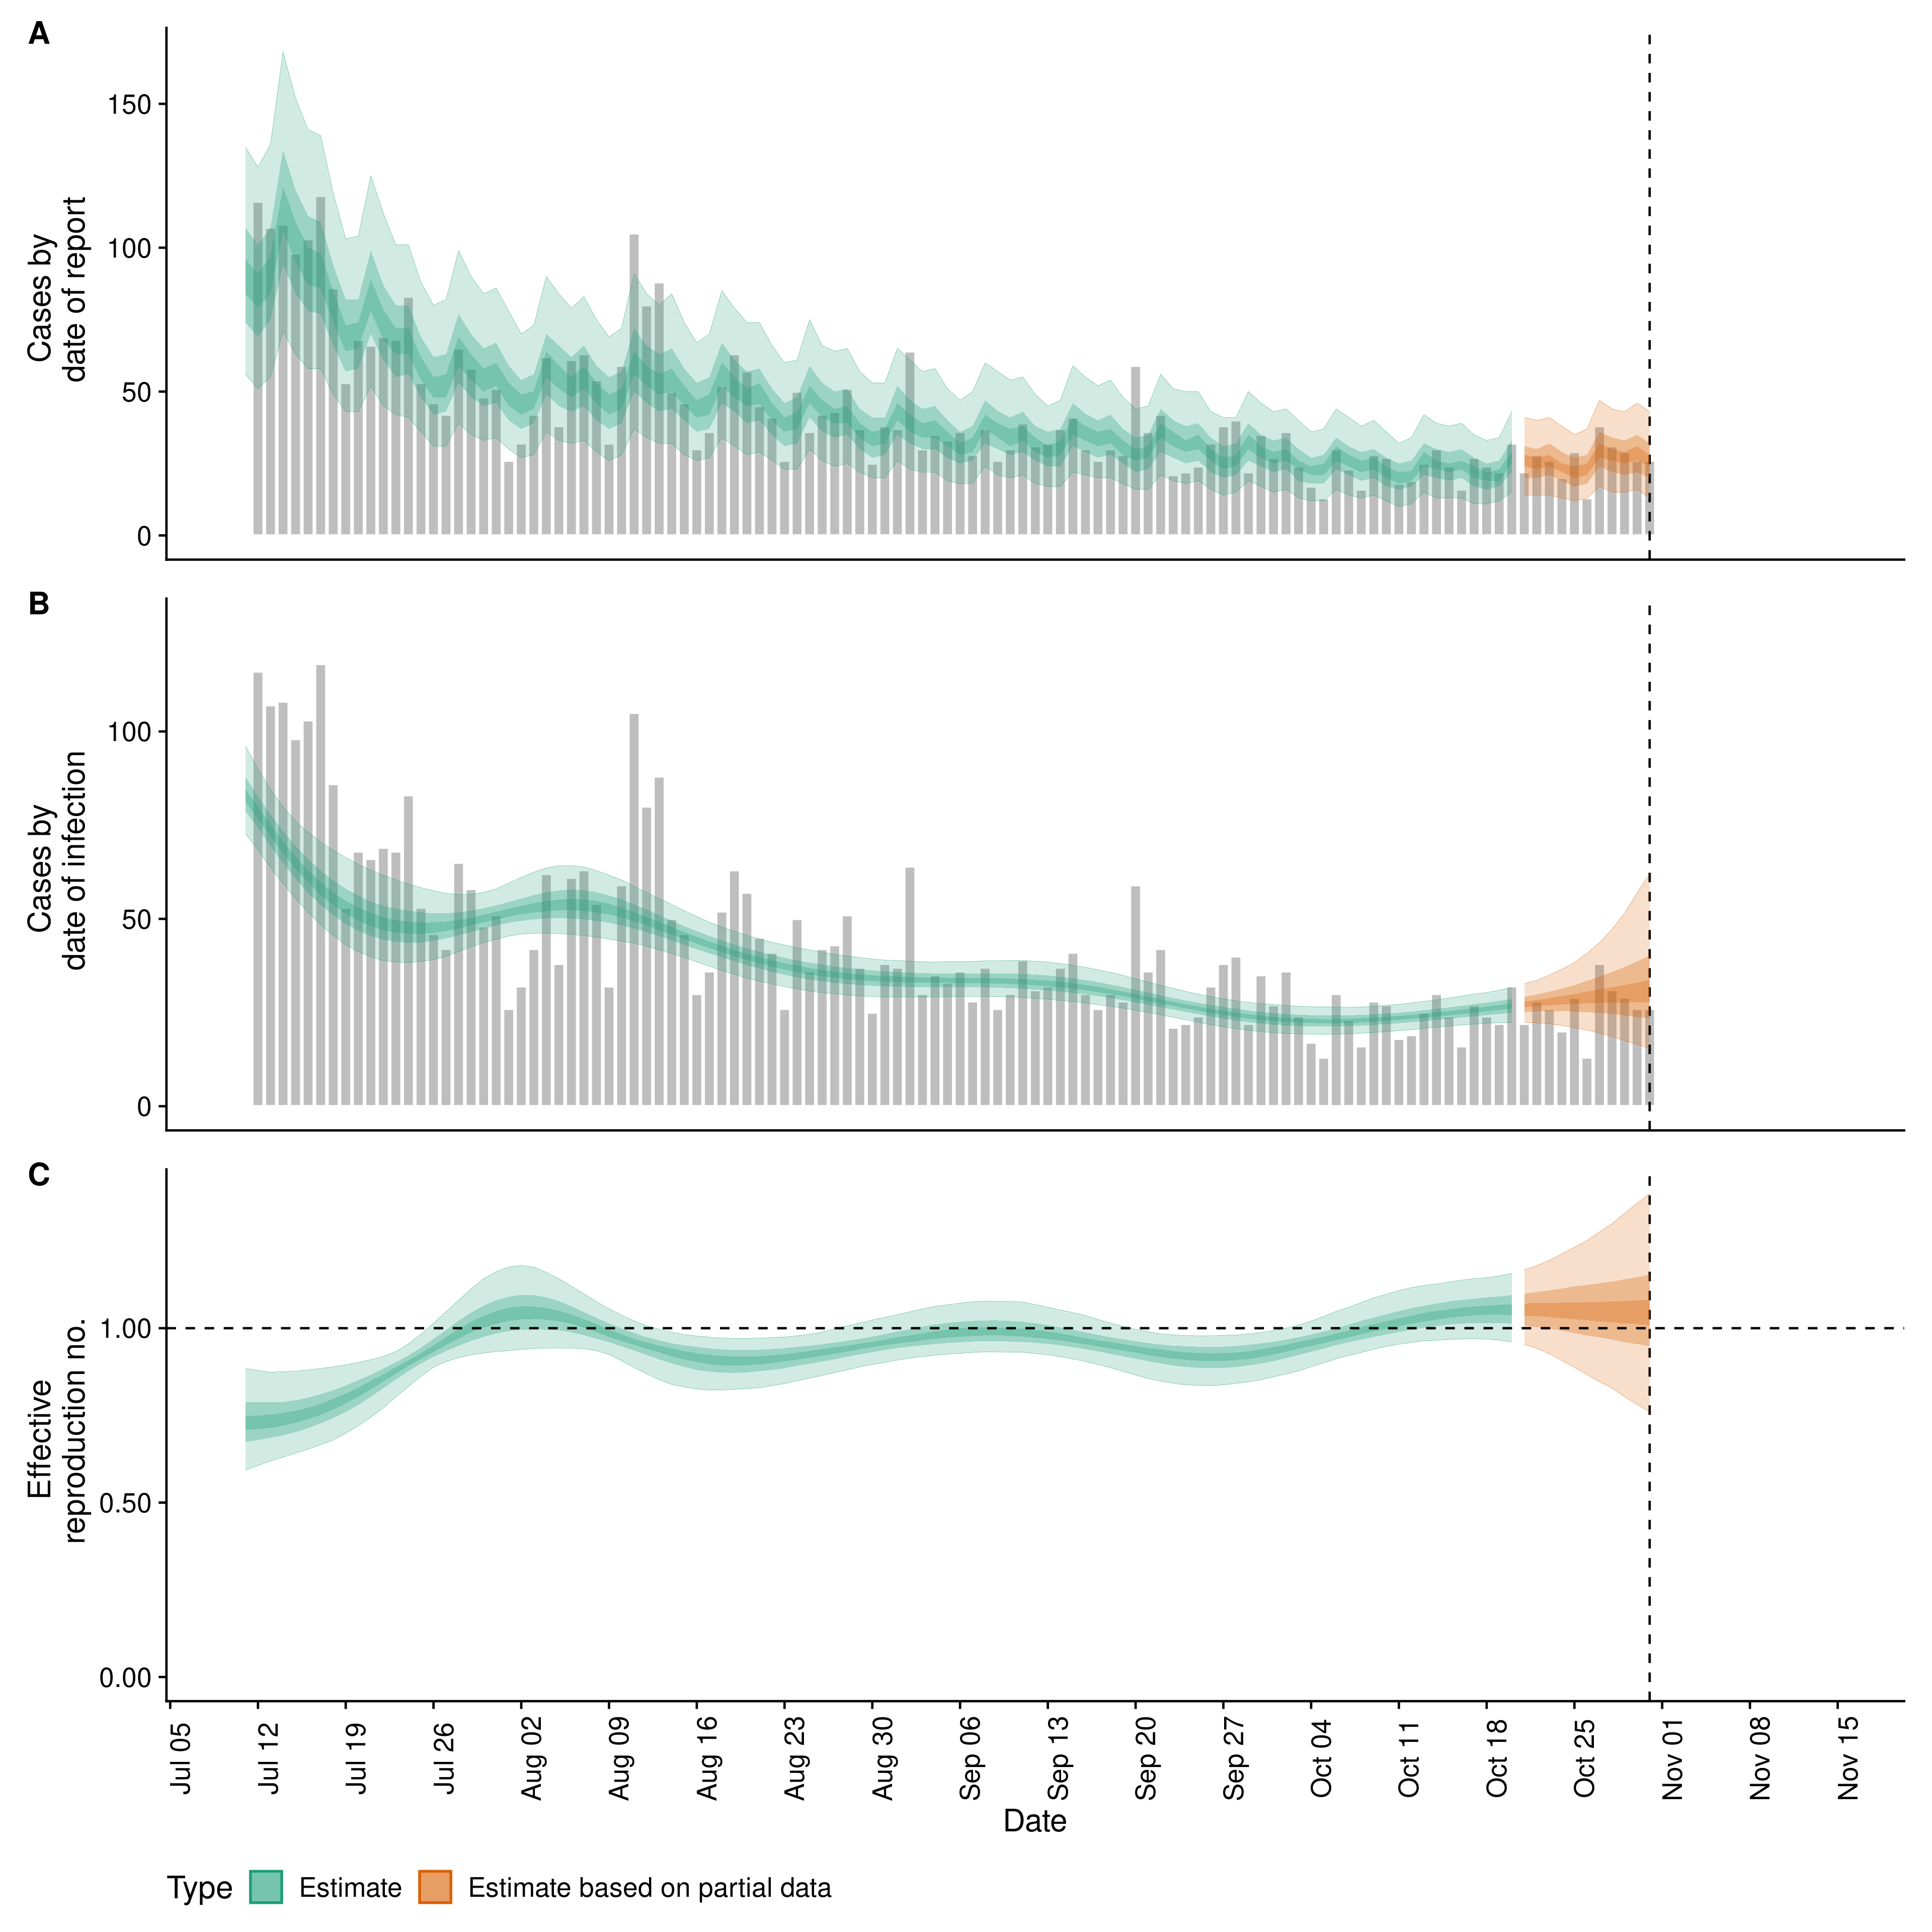 A
150
100
50
0
Cases by
date of report
B
100
50
0
Cases by
date of infection
C
1.00
0.50
0.00
Effective
reproduction no.
Jul 05
Jul 12
Jul 19
Jul 26
Aug 02
Aug 09
Aug 16
Aug 23
Aug 30
Sep 06
Sep 13
Sep 20
Sep 27
Oct 04
Oct 11
Oct 18
Oct 25
Nov 01
Nov 08
Nov 15
Date
Type Estimate Estimate based on partial data